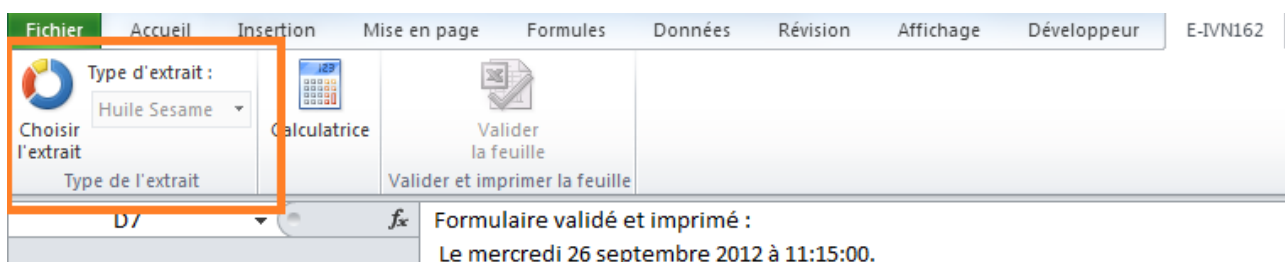 Fichier Accueil Insertion Mise en page Formules Données Révision Affichage Développeur E-IVN162
Type d'extrait :
Huile Sesame
Choisir
l'extrait
Type de l'extrait
123
Calculatrice
Valider
la feuille
Valider et imprimer la feuille
D7
fx Formulaire validé et imprimé :
Le mercredi 26 septembre 2012 à 11:15:00.